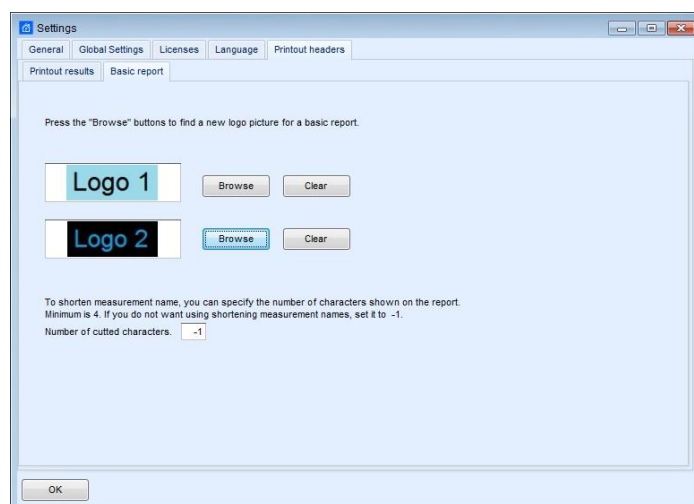 Settings
General Global Settings Licenses Language Printout headers
Printout results Basic report
Press the "Browse" buttons to find a new logo picture for a basic report.
Logo 1 Browse Clear
Logo 2 Browse Clear
To shorten measurement name, you can specify the number of characters shown on the report.
Minimum is 4. If you do not want using shortening measurement names, set it to -1.
Number of cutted characters. -1
OK